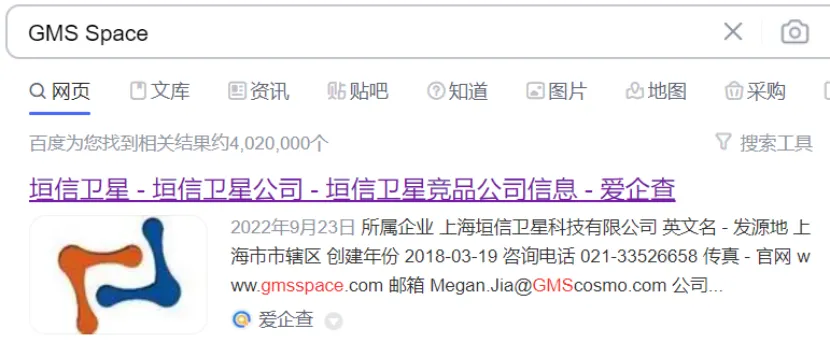 GMS Space
网页 文库 资讯 贴吧 知道 图片 地图 采购
百度为您找到相关结果约4,020,000个 搜索工具
垣信卫星 - 垣信卫星公司 - 垣信卫星竞品公司信息 - 爱企查
2022年9月23日 所属企业 上海垣信卫星科技有限公司 英文名 - 发源地 上
海市市辖区 创建年份 2018-03-19 咨询电话 021-33526658 传真 - 官网 w
ww.gmsspace.com 邮箱 Megan.Jia@GMScosmo.com 公司...
爱企查